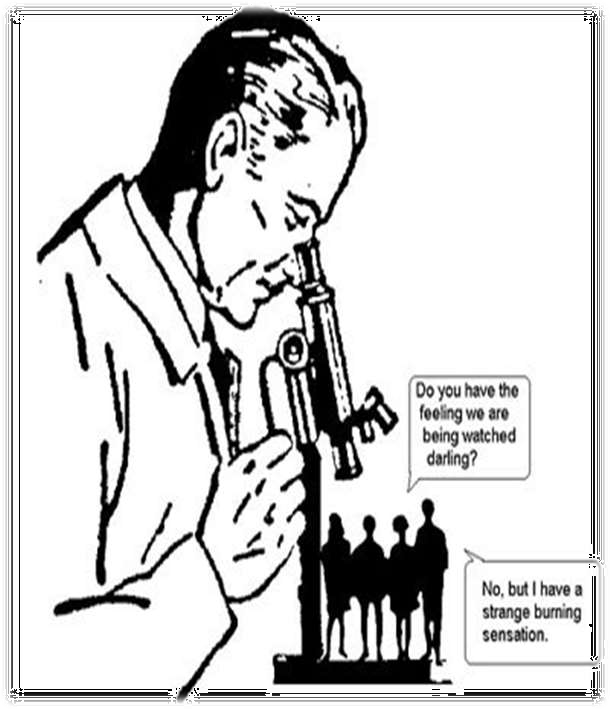 Do you have the
feeling we are
being watched
darling?
No, but I have a
strange burning
sensation.